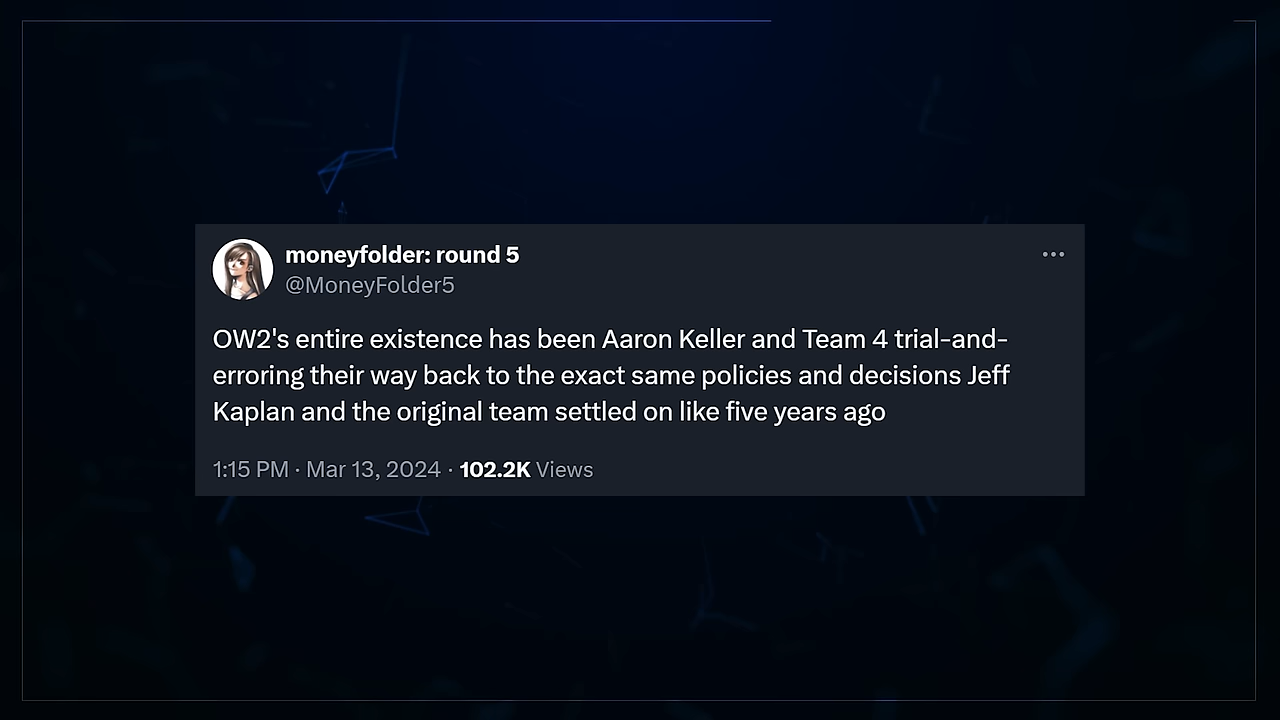 moneyfolder: round 5
@MoneyFolder5
OW2's entire existence has been Aaron Keller and Team 4 trial-and-
erroring their way back to the exact same policies and decisions Jeff
Kaplan and the original team settled on like five years ago
1:15 PM · Mar 13, 2024 · 102.2K Views